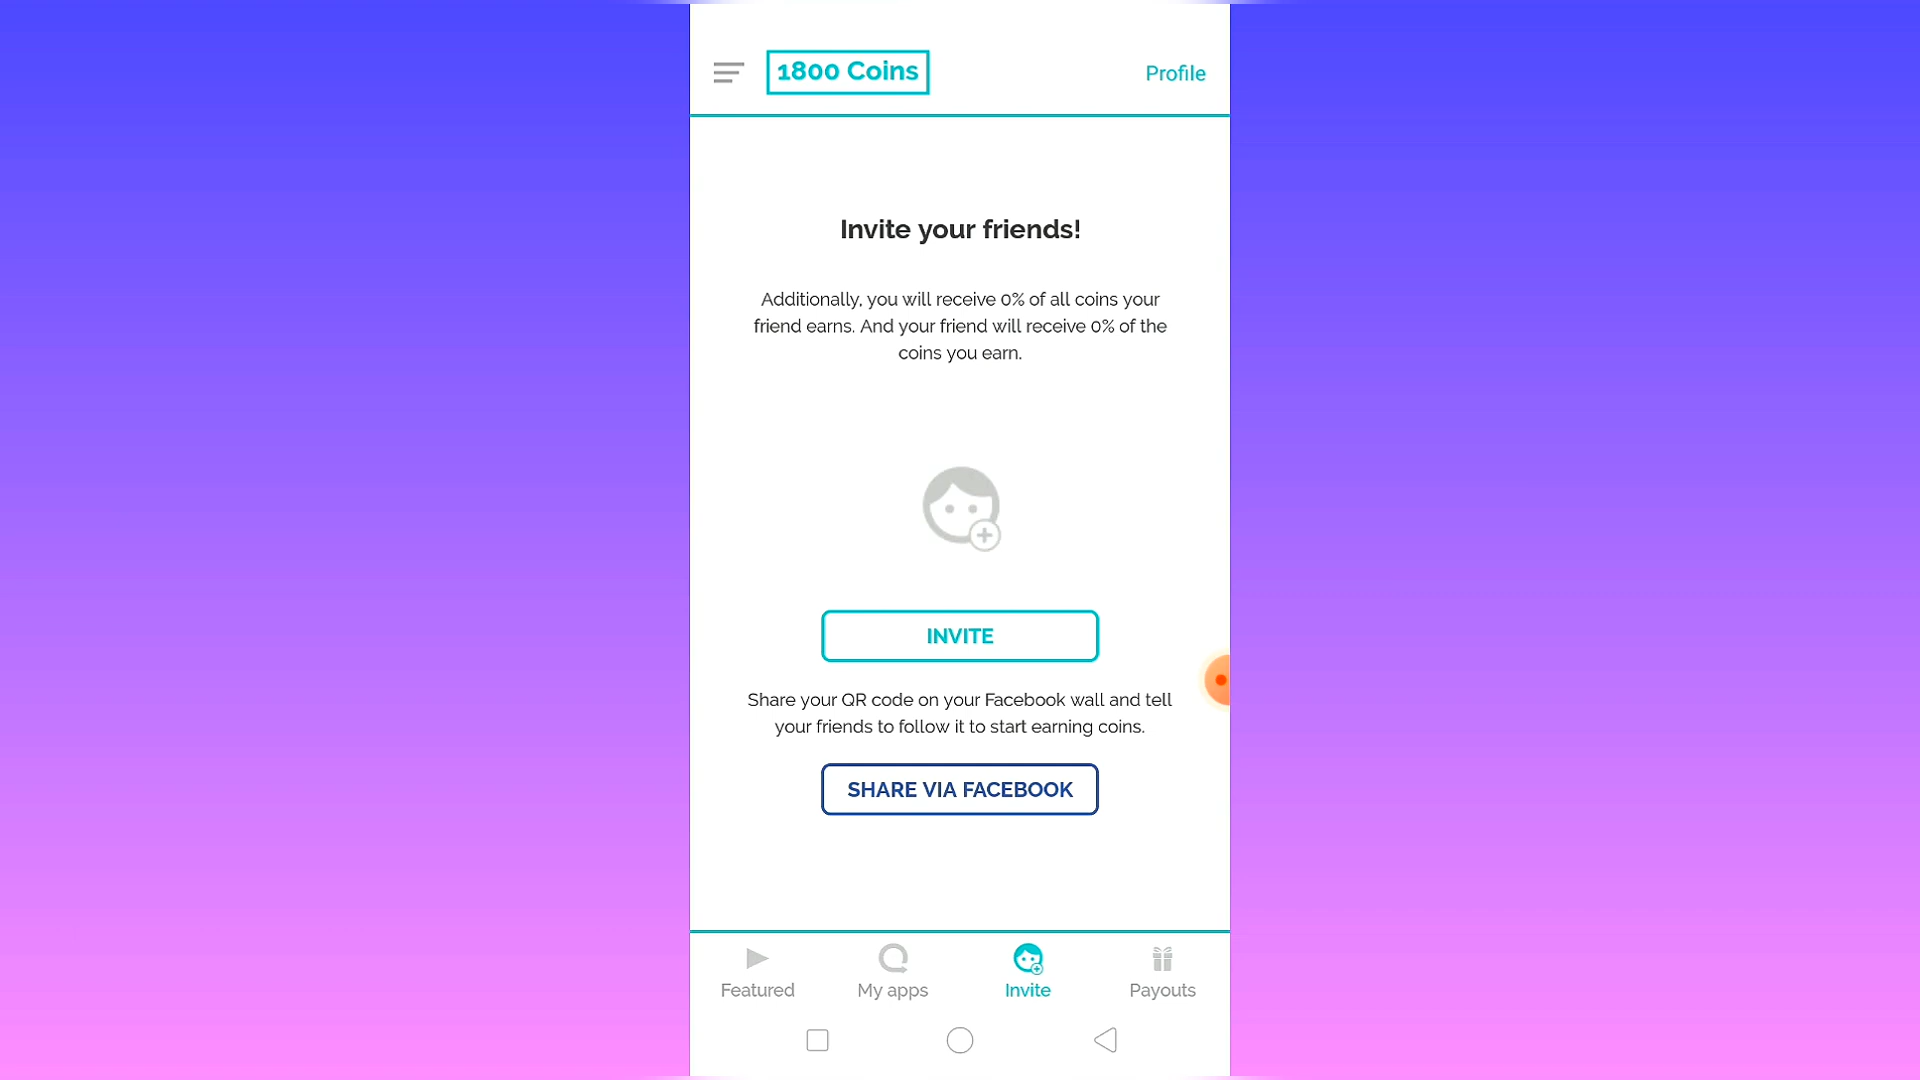 1800 Coins
Profile
Invite your friends!
Additionally, you will receive 0% of all coins your
friend earns. And your friend will receive 0% of the
coins you earn.
INVITE
Share your QR code on your Facebook wall and tell
your friends to follow it to start earning coins.
SHARE VIA FACEBOOK
Featured
My apps
Invite
Payouts